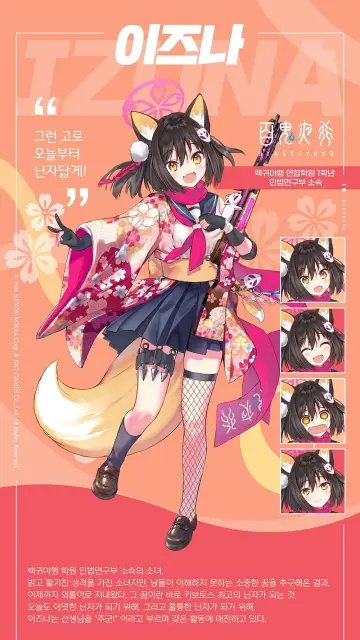 이즈나
IZUNA
“
그런 고로
오늘부터
난자답게!
”
百鬼夜行
HYAKKIYAKO
백귀야행 연합학원 1학년
인법연구부 소속
백귀야행 학원 인법연구부 소속의 소녀.
밝고 활기찬 성격을 가진 소녀지만, 남들이 이해하지 못하는 소중한 꿈을 추구해온 결과,
이제까지 외톨이로 지내왔다. 그 꿈이란 바로 키보토스 최고의 닌자가 되는 것.
오늘도 어엿한 닌자가 되기 위해, 그리고 훌륭한 닌자가 되기 위해,
이즈나는 선생님을 "주군" 이라고 부르며 갖은 활동에 매진하고 있다.